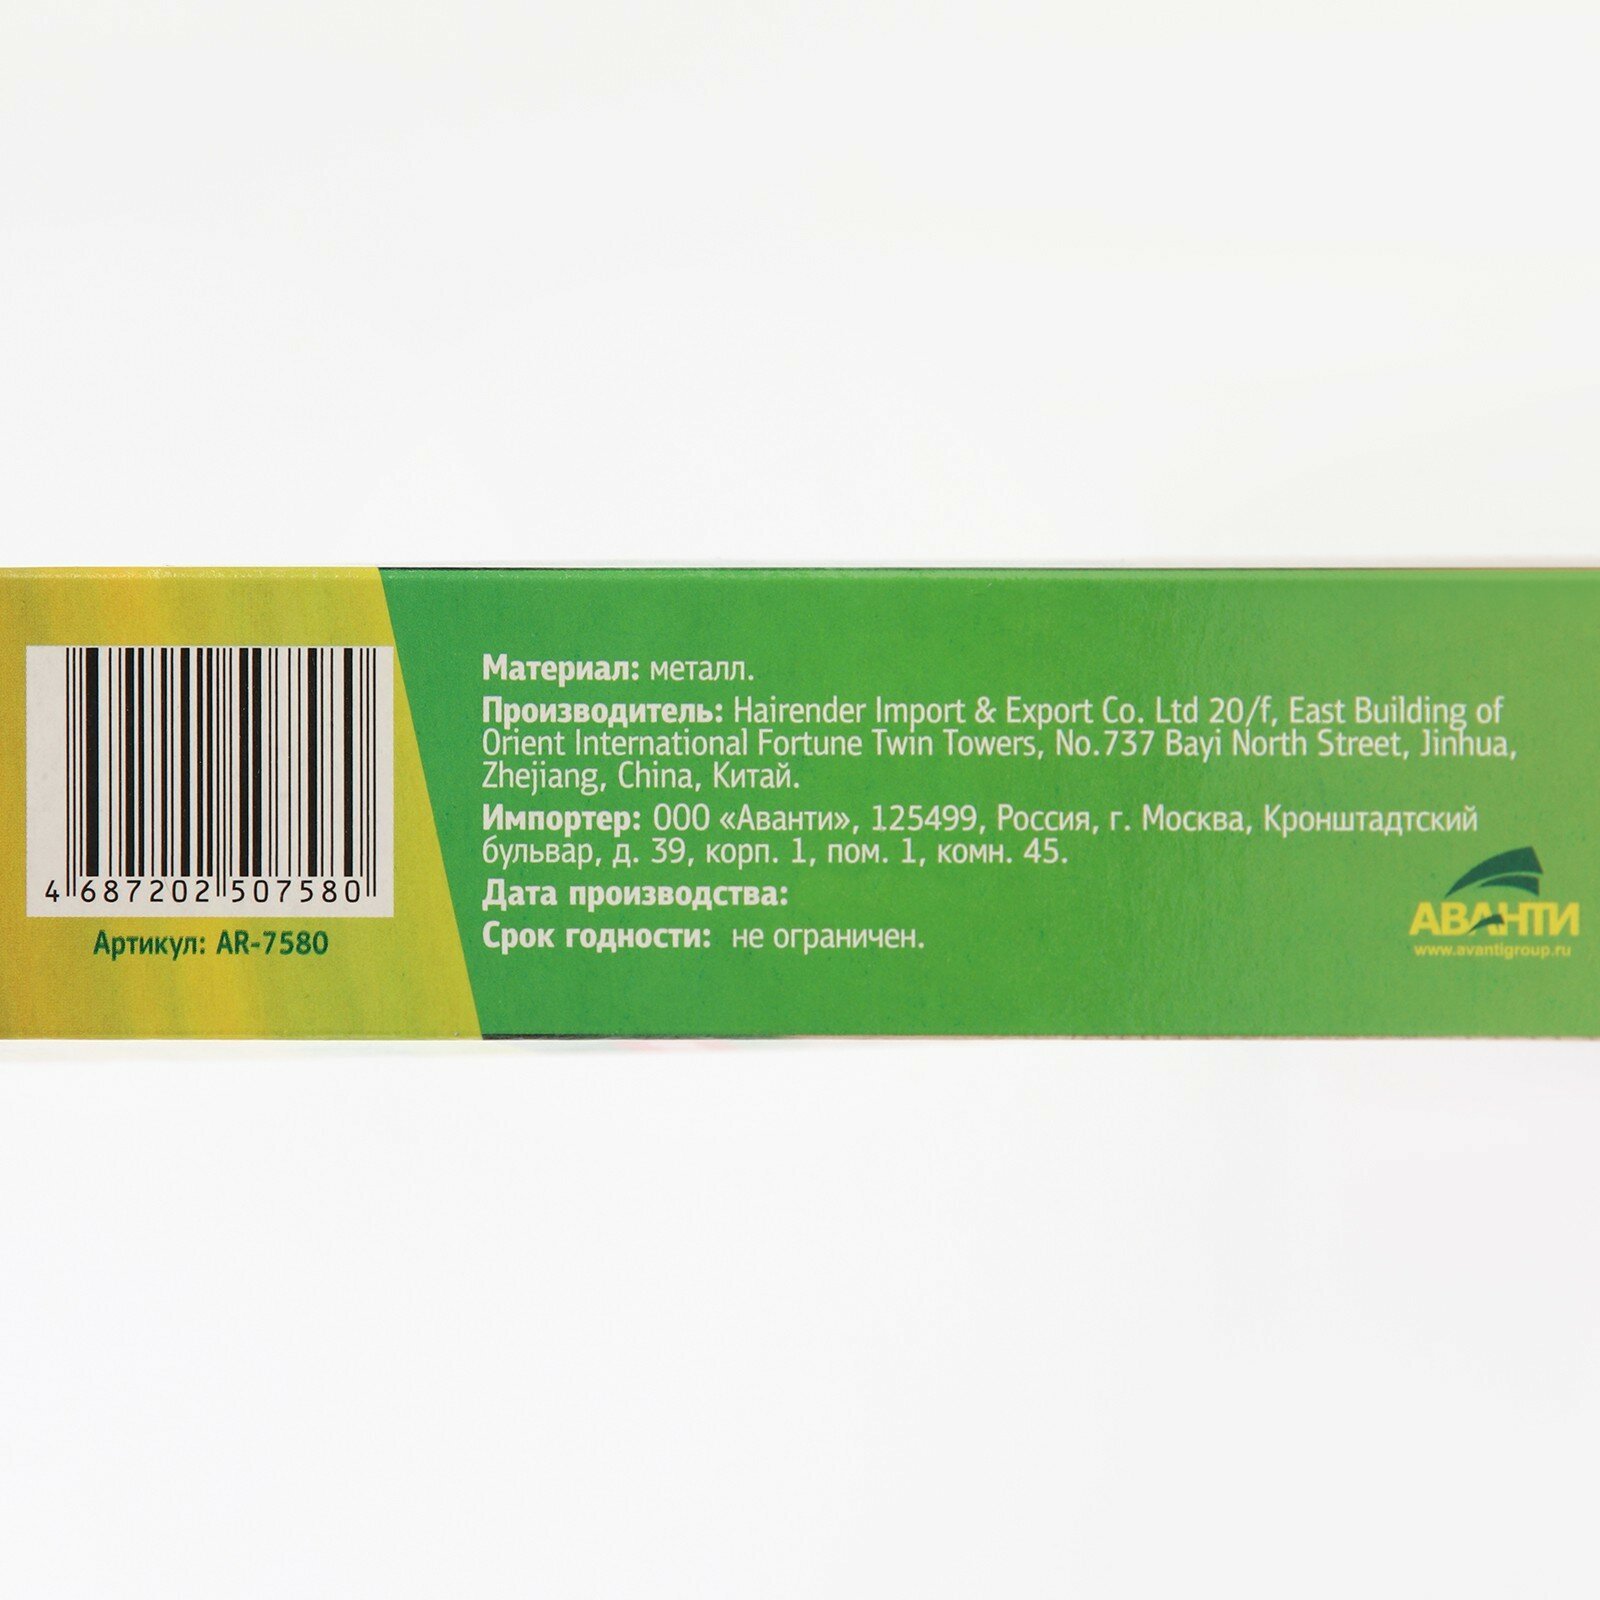 4 687202 507580
Артикул: AR-7580
Материал: металл.
Производитель: Hairender Import & Export Co. Ltd 20/f, East Building of
Orient International Fortune Twin Towers, No.737 Bayi North Street, Jinhua,
Zhejiang, China, Китай.
Импортер: ООО «Аванти», 125499, Россия, г. Москва, Кронштадтский
бульвар, д. 39, корп. 1, пом. 1, комн. 45.
Дата производства:
Срок годности: не ограничен.
АВАНТИ
www.avantigroup.ru